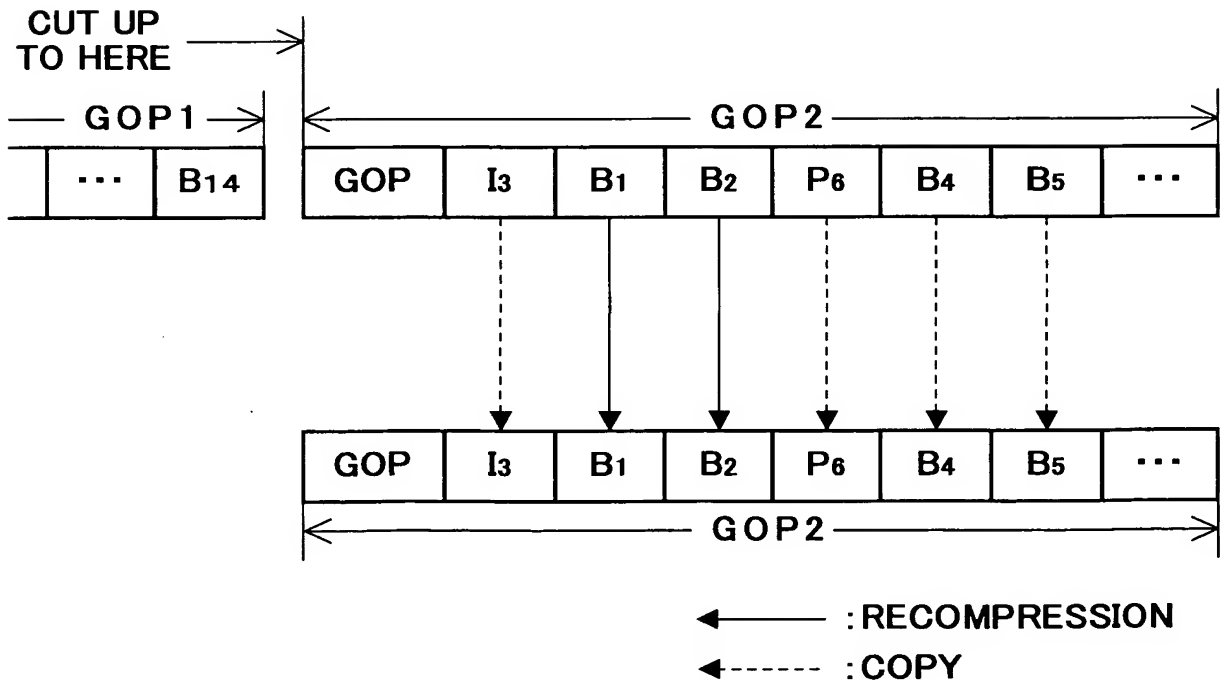 CUT UP
TO HERE
GOP1
GOP2
... B14
GOP I3 B1 B2 P6 B4 B5 ...
GOP I3 B1 B2 P6 B4 B5 ...
GOP2
:RECOMPRESSION
:COPY